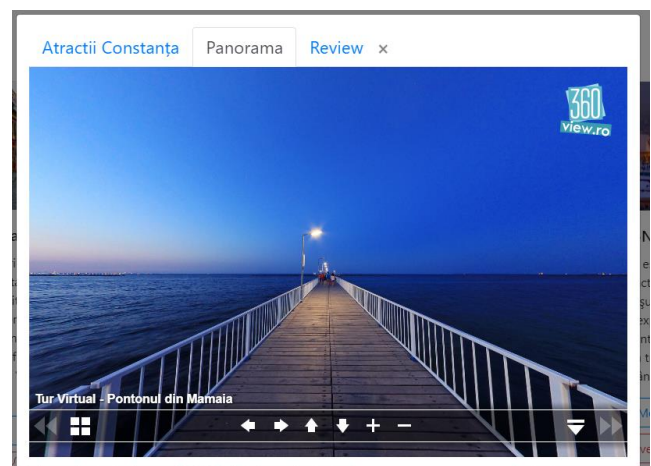 Atractii Constanța Panorama Review ×
360
view.ro
Tur Virtual - Pontonul din Mamaia